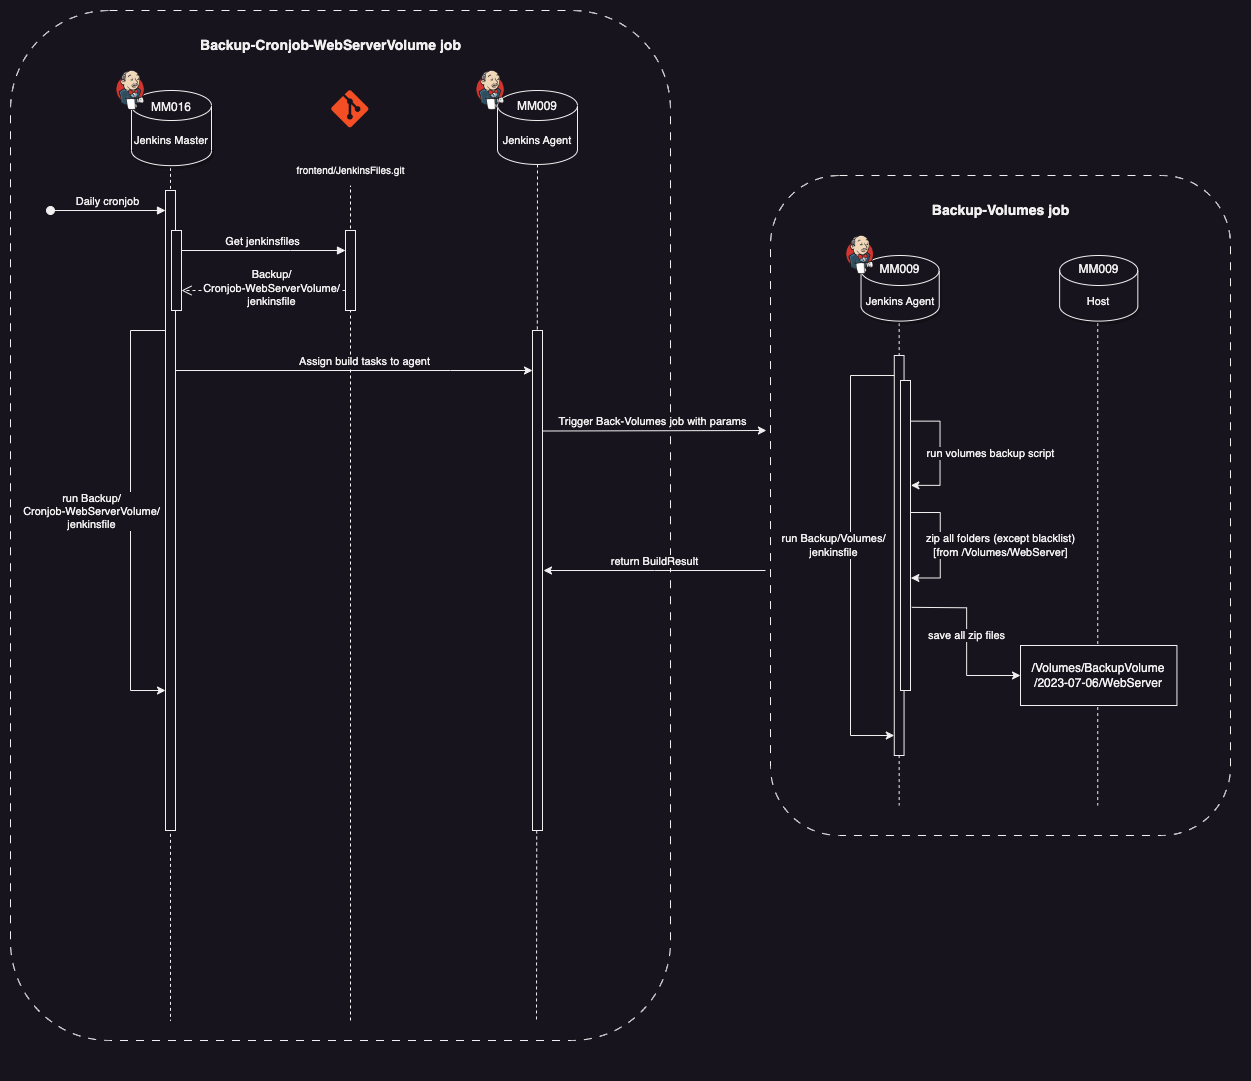 Backup-Cronjob-WebServerVolume job
MM016
Jenkins Master
frontend/JenkinsFiles.git
MM009
Jenkins Agent
Daily cronjob
Get jenkinsfiles
Backup/
Cronjob-WebServerVolume/
jenkinsfile
Assign build tasks to agent
run Backup/
Cronjob-WebServerVolume/
jenkinsfile
Trigger Back-Volumes job with params
return BuildResult
Backup-Volumes job
MM009
Jenkins Agent
MM009
Host
run volumes backup script
run Backup/Volumes/
jenkinsfile
zip all folders (except blacklist)
[from /Volumes/WebServer]
save all zip files
/Volumes/BackupVolume
/2023-07-06/WebServer